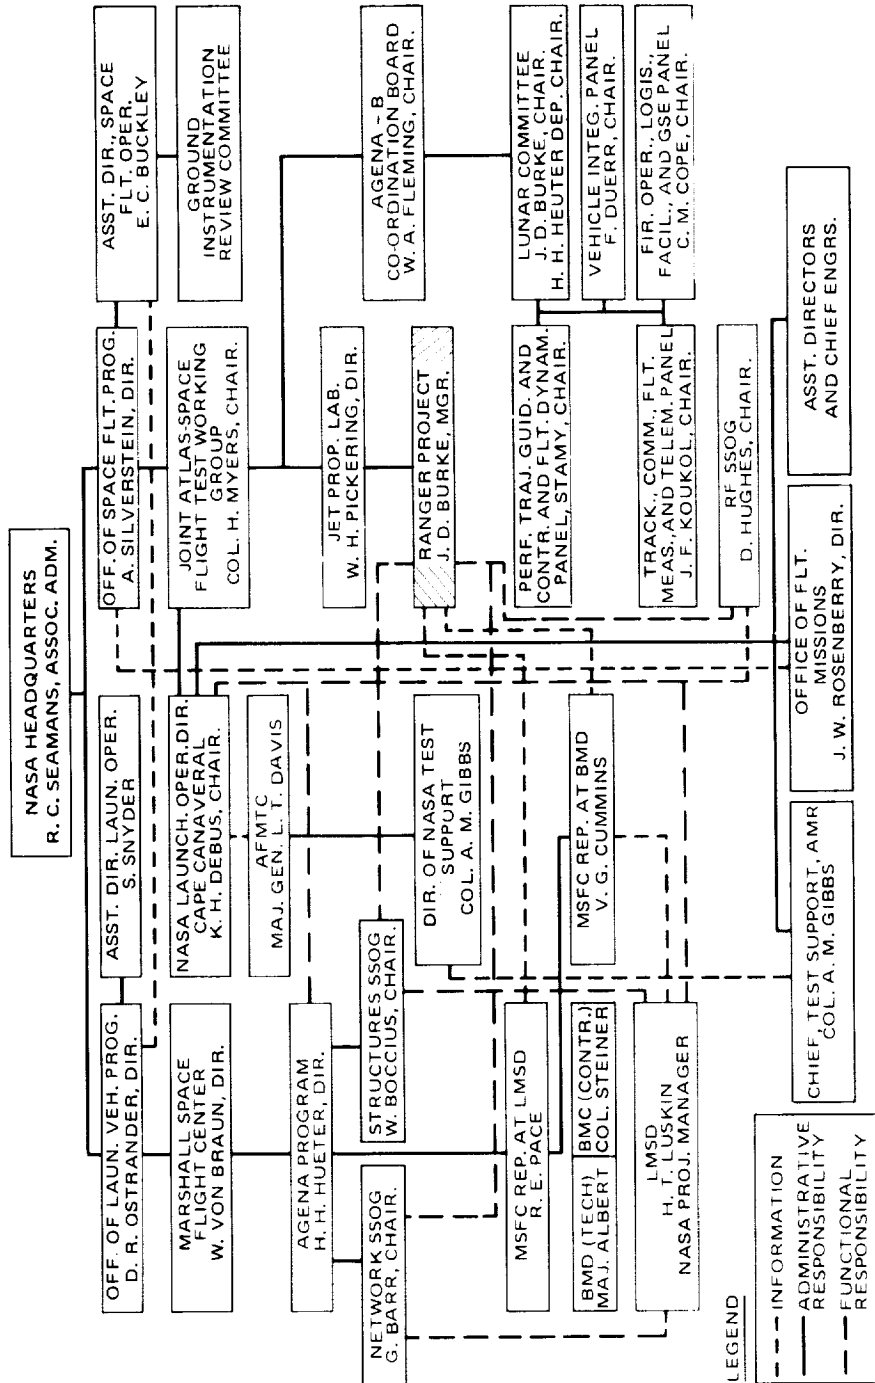 NASA HEADQUARTERS
R. C. SEAMANS, ASSOC. ADM.
OFF. OF LAUN. VEH. PROG.
D. R. OSTRANDER, DIR.
ASST. DIR. LAUN. OPER.
S. SNYDER
OFF. OF SPACE FLT. PROG.
A. SILVERSTEIN, DIR.
ASST. DIR., SPACE
FLT. OPER.
E. C. BUCKLEY
MARSHALL SPACE
FLIGHT CENTER
W. VON BRAUN, DIR.
NASA LAUNCH. OPER. DIR.
CAPE CANAVERAL
K. H. DEBUS, CHAIR.
JOINT ATLAS-SPACE
FLIGHT TEST WORKING
GROUP
COL. H. MYERS, CHAIR.
GROUND
INSTRUMENTATION
REVIEW COMMITTEE
AGENA PROGRAM
H. H. HUETER, DIR.
AFMTC
MAJ. GEN. L. T. DAVIS
JET PROP. LAB.
W. H. PICKERING, DIR.
AGENA - B
CO-ORDINATION BOARD
W. A. FLEMING, CHAIR.
NETWORK SSOG
G. BARR, CHAIR.
STRUCTURES SSOG
W. BOCCIUS, CHAIR.
DIR. OF NASA TEST
SUPPORT
COL. A. M. GIBBS
RANGER PROJECT
J. D. BURKE, MGR.
MSFC REP. AT LMSD
R. E. PACE
PERF. TRAJ. GUID. AND
CONTR. AND FLT. DYNAM.
PANEL, STAMY, CHAIR.
LUNAR COMMITTEE
J. D. BURKE, CHAIR.
H. H. HEUTER DEP. CHAIR.
BMD (TECH)
MAJ. ALBERT
BMC (CONTR.)
COL. STEINER
MSFC REP. AT BMD
V. G. CUMMINS
VEHICLE INTEG. PANEL
F. DUERR, CHAIR.
LMSD
H. T. LUSKIN
NASA PROJ. MANAGER
TRACK., COMM., FLT.
MEAS., AND TELEM. PANEL
J. F. KOUKOL, CHAIR.
FIR. OPER., LOGIS.,
FACIL., AND GSE PANEL
C. M. COPE, CHAIR.
RF SSOG
D. HUGHES, CHAIR.
CHIEF, TEST SUPPORT, AMR
COL. A. M. GIBBS
OFFICE OF FLT.
MISSIONS
J. W. ROSENBERRY, DIR.
ASST. DIRECTORS
AND CHIEF ENGRS.
LEGEND
INFORMATION
ADMINISTRATIVE
RESPONSIBILITY
FUNCTIONAL
RESPONSIBILITY